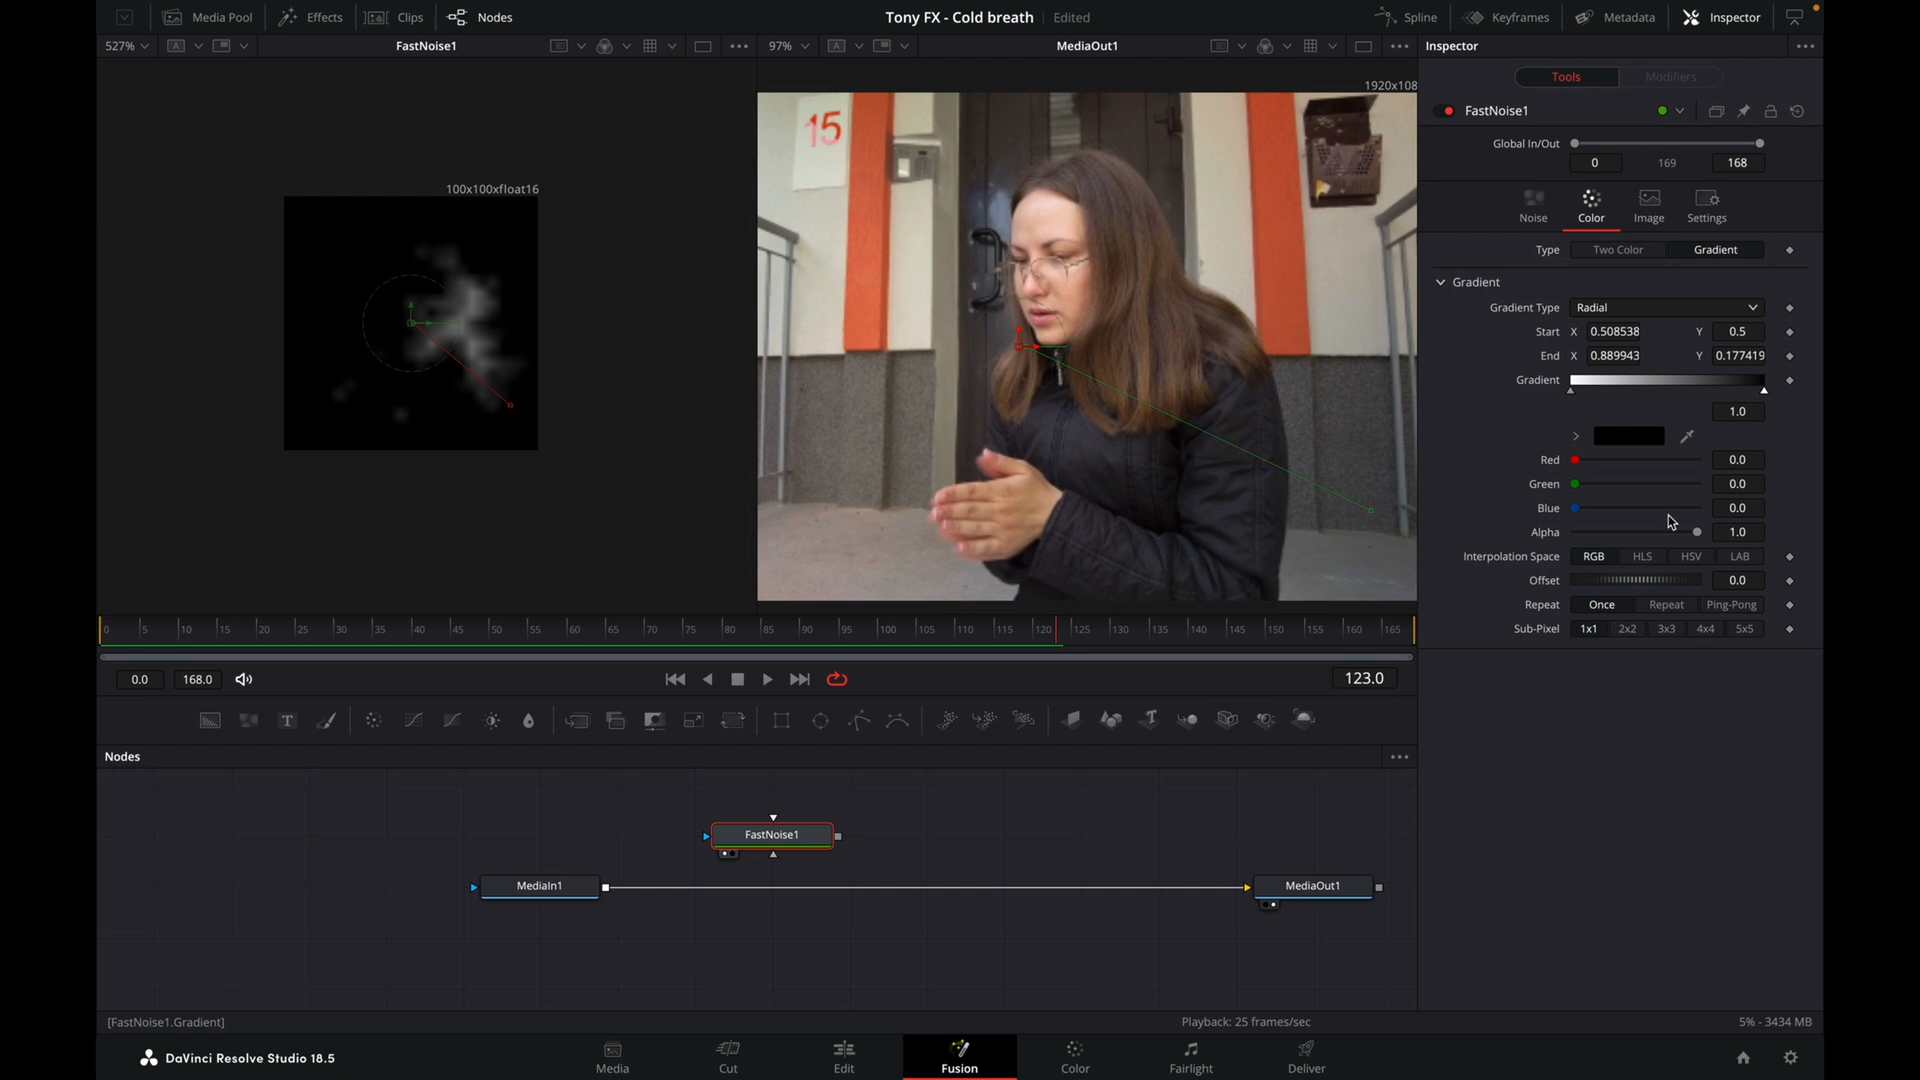 Media Pool Effects Clips Nodes Tony FX - Cold breath Edited Spline Keyframes Metadata Inspector
527% FastNoise1 97% MediaOut1 Inspector
Tools Modifiers
1920x108
FastNoise1
15
Global In/Out
0 169 168
100x100xfloat16
Noise Color Image Settings
Type Two Color Gradient
Gradient
Gradient Type Radial
Start X 0.508538 Y 0.5
End X 0.889943 Y 0.177419
Gradient
1.0
Red 0.0
Green 0.0
Blue 0.0
Alpha 1.0
Interpolation Space RGB HLS HSV LAB
Offset 0.0
Repeat Once Repeat Ping-Pong
Sub-Pixel 1x1 2x2 3x3 4x4 5x5
0 5 10 15 20 25 30 35 40 45 50 55 60 65 70 75 80 85 90 95 100 105 110 115 120 125 130 135 140 145 150 155 160 165
0.0 168.0 123.0
Nodes
FastNoise1
MediaIn1 MediaOut1
[FastNoise1.Gradient] Playback: 25 frames/sec 5% - 3434 MB
DaVinci Resolve Studio 18.5 Media Cut Edit Fusion Color Fairlight Deliver